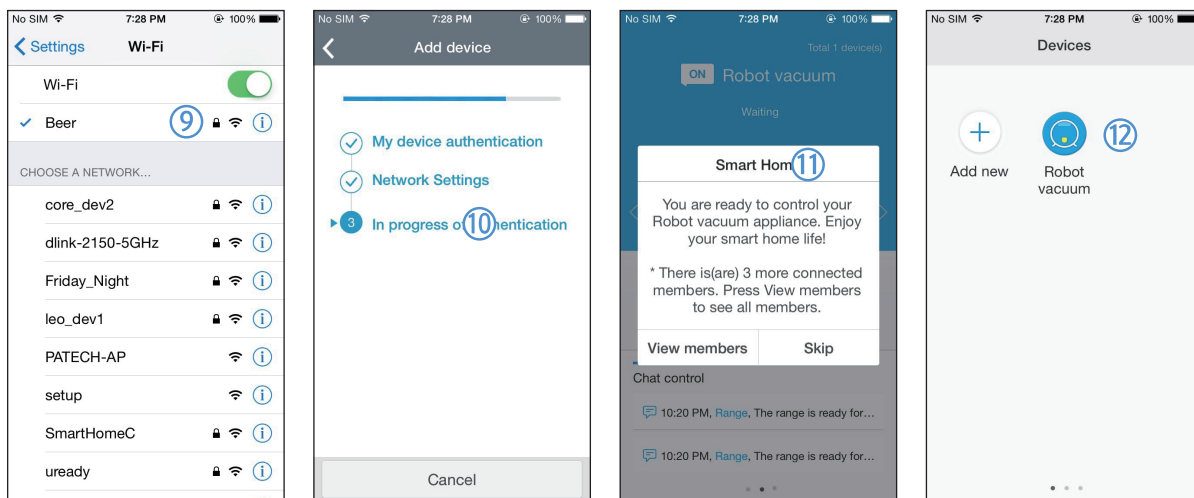 No SIM 7:28 PM 100%
Settings Wi-Fi
Wi-Fi
Beer ⑨
CHOOSE A NETWORK...
core_dev2
dlink-2150-5GHz
Friday_Night
leo_dev1
PATECH-AP
setup
SmartHomeC
uready
No SIM 7:28 PM 100%
Add device
My device authentication
Network Settings
3 In progress of ⑩hentication
Cancel
No SIM 7:28 PM 100%
Total 1 device(s)
ON Robot vacuum
Waiting
Smart Hom ⑪
You are ready to control your
Robot vacuum appliance. Enjoy
your smart home life!
* There is(are) 3 more connected
members. Press View members
to see all members.
View members Skip
Chat control
10:20 PM, Range, The range is ready for...
10:20 PM, Range, The range is ready for...
No SIM 7:28 PM 100%
Devices
⑫
Add new Robot
vacuum